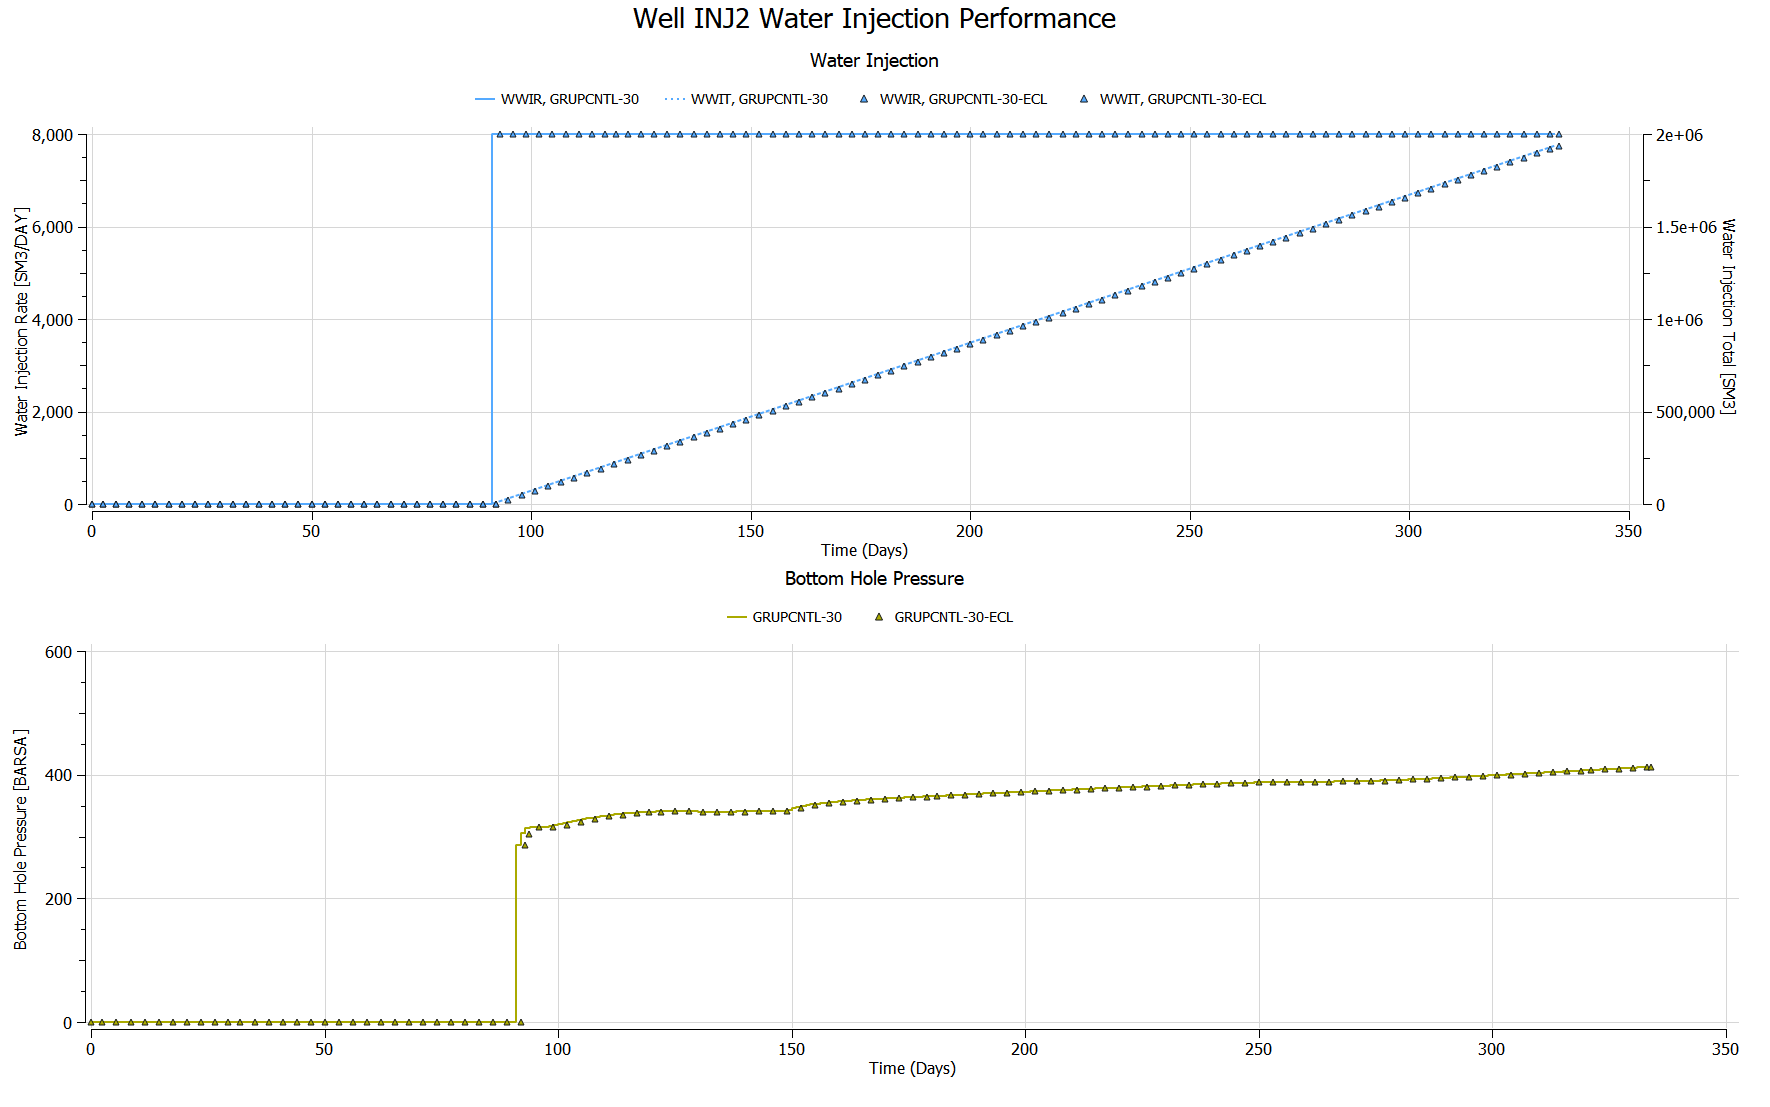 Well INJ2 Water Injection Performance
Water Injection
WWIR, GRUPCNTL-30 WWIT, GRUPCNTL-30 WWIR, GRUPCNTL-30-ECL WWIT, GRUPCNTL-30-ECL
Water Injection Rate [SM3/DAY]
8,000
6,000
4,000
2,000
0
2e+06
1.5e+06
1e+06
500,000
0
Water Injection Total [SM3]
0 50 100 150 200 250 300 350
Time (Days)
Bottom Hole Pressure
GRUPCNTL-30 GRUPCNTL-30-ECL
Bottom Hole Pressure [BARSA]
600
400
200
0
0 50 100 150 200 250 300 350
Time (Days)